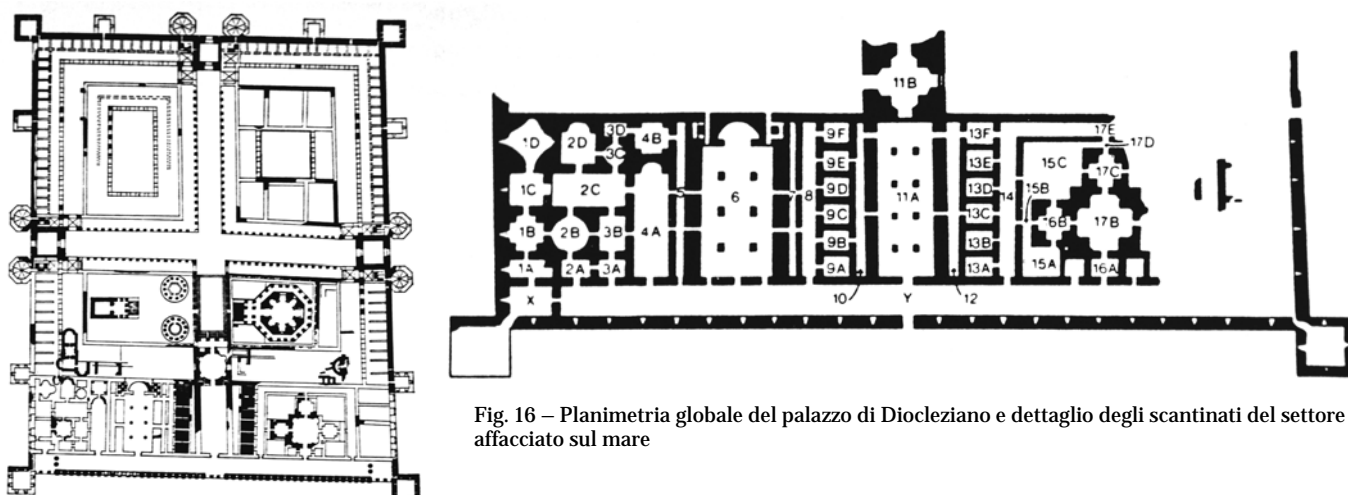 11B
1D 2D 3D 4B 9F 13F 17E
3C 17D
9E 13E 15C
1C 2C 9D 13D 15B 17C
5 6 7 8 11A 14
9C 13C
1B 2B 3B 4A 9B 13B 16B 17B
1A 2A 3A 9A 13A 15A 16A
X 10 Y 12
Fig. 16 – Planimetria globale del palazzo di Diocleziano e dettaglio degli scantinati del settore
affacciato sul mare